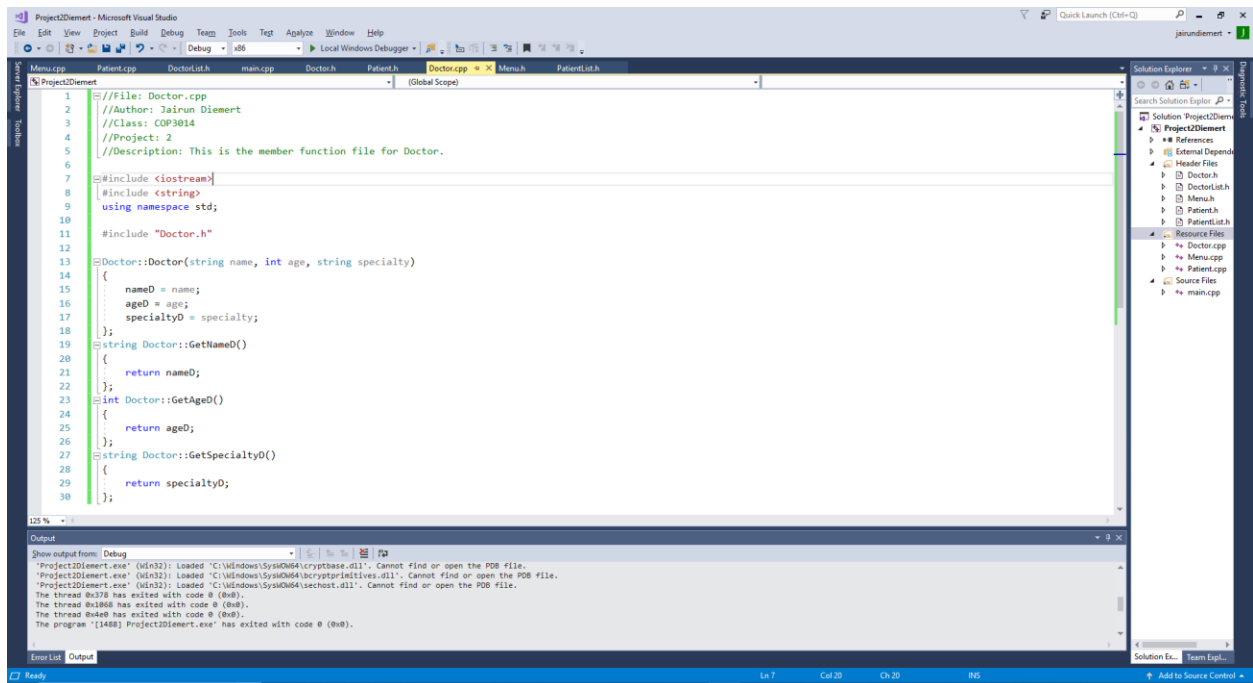 Project2Diemert - Microsoft Visual Studio
Quick Launch (Ctrl+Q)
File Edit View Project Build Debug Team Tools Test Analyze Window Help
jairundiemert
J
Debug x86 Local Windows Debugger
Server Explorer
Toolbox
Menu.cpp Patient.cpp DoctorList.h main.cpp Doctor.h Patient.h Doctor.cpp Menu.h PatientList.h
Project2Diemert (Global Scope)
1 //File: Doctor.cpp
2 //Author: Jairun Diemert
3 //Class: COP3014
4 //Project: 2
5 //Description: This is the member function file for Doctor.
6
7 #include <iostream>
8 #include <string>
9 using namespace std;
10
11 #include "Doctor.h"
12
13 Doctor::Doctor(string name, int age, string specialty)
14 {
15 nameD = name;
16 ageD = age;
17 specialtyD = specialty;
18 };
19 string Doctor::GetNameD()
20 {
21 return nameD;
22 };
23 int Doctor::GetAgeD()
24 {
25 return ageD;
26 };
27 string Doctor::GetSpecialtyD()
28 {
29 return specialtyD;
30 };
125 %
Output
Show output from: Debug
'Project2Diemert.exe' (Win32): Loaded 'C:\Windows\SysWOW64\cryptbase.dll'. Cannot find or open the PDB file.
'Project2Diemert.exe' (Win32): Loaded 'C:\Windows\SysWOW64\bcryptprimitives.dll'. Cannot find or open the PDB file.
'Project2Diemert.exe' (Win32): Loaded 'C:\Windows\SysWOW64\sechost.dll'. Cannot find or open the PDB file.
The thread 0x378 has exited with code 0 (0x0).
The thread 0x1068 has exited with code 0 (0x0).
The thread 0x4e0 has exited with code 0 (0x0).
The program '[1488] Project2Diemert.exe' has exited with code 0 (0x0).
Error List Output
Solution Explorer
Search Solution Explor
Solution 'Project2Diem
Project2Diemert
References
External Depend
Header Files
Doctor.h
DoctorList.h
Menu.h
Patient.h
PatientList.h
Resource Files
Doctor.cpp
Menu.cpp
Patient.cpp
Source Files
main.cpp
Solution Ex... Team Expl...
Diagnostic Tools
Ready Ln 7 Col 20 Ch 20 INS Add to Source Control